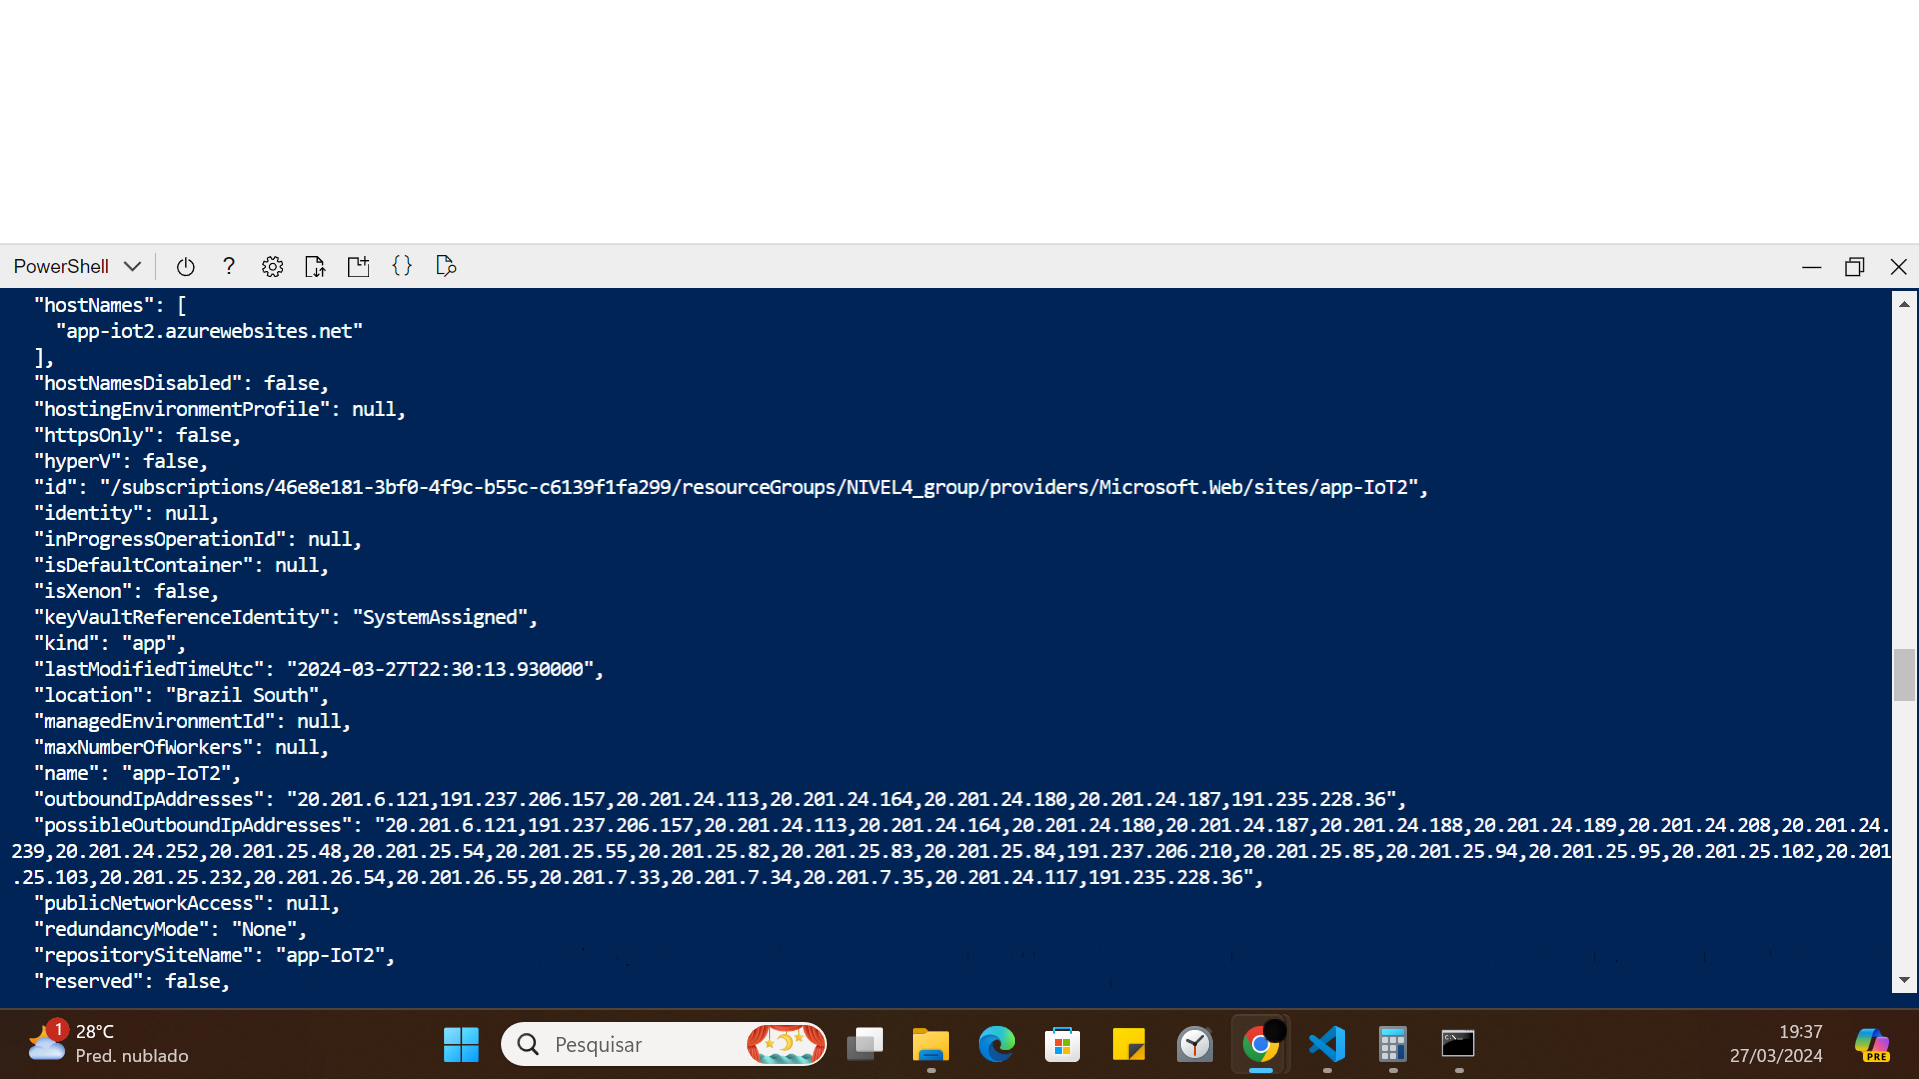 PowerShell
"hostNames": [
"app-iot2.azurewebsites.net"
],
"hostNamesDisabled": false,
"hostingEnvironmentProfile": null,
"httpsOnly": false,
"hyperV": false,
"id": "/subscriptions/46e8e181-3bf0-4f9c-b55c-c6139f1fa299/resourceGroups/NIVEL4_group/providers/Microsoft.Web/sites/app-IoT2",
"identity": null,
"inProgressOperationId": null,
"isDefaultContainer": null,
"isXenon": false,
"keyVaultReferenceIdentity": "SystemAssigned",
"kind": "app",
"lastModifiedTimeUtc": "2024-03-27T22:30:13.930000",
"location": "Brazil South",
"managedEnvironmentId": null,
"maxNumberOfWorkers": null,
"name": "app-IoT2",
"outboundIpAddresses": "20.201.6.121,191.237.206.157,20.201.24.113,20.201.24.164,20.201.24.180,20.201.24.187,191.235.228.36",
"possibleOutboundIpAddresses": "20.201.6.121,191.237.206.157,20.201.24.113,20.201.24.164,20.201.24.180,20.201.24.187,20.201.24.188,20.201.24.189,20.201.24.208,20.201.24.
239,20.201.24.252,20.201.25.48,20.201.25.54,20.201.25.55,20.201.25.82,20.201.25.83,20.201.25.84,191.237.206.210,20.201.25.85,20.201.25.94,20.201.25.95,20.201.25.102,20.201
.25.103,20.201.25.232,20.201.26.54,20.201.26.55,20.201.7.33,20.201.7.34,20.201.7.35,20.201.24.117,191.235.228.36",
"publicNetworkAccess": null,
"redundancyMode": "None",
"repositorySiteName": "app-IoT2",
"reserved": false,
1
28°C
Pred. nublado
Pesquisar
19:37
27/03/2024
PRE